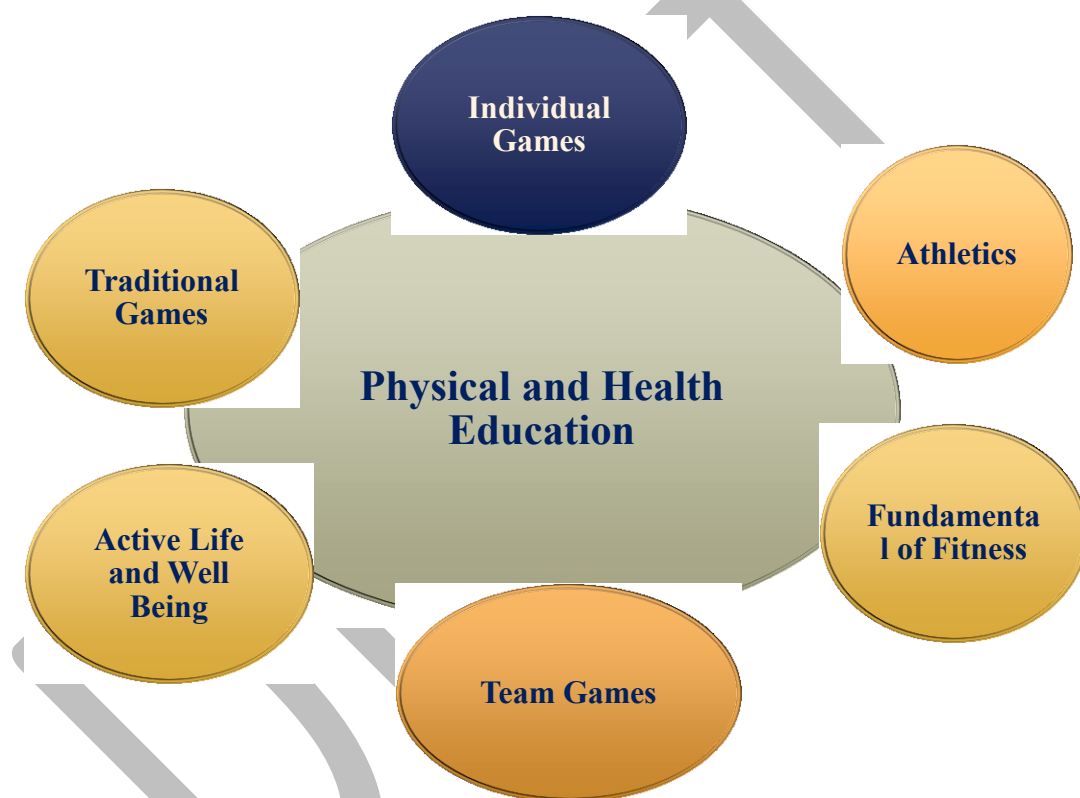 Individual
Games
Athletics
Traditional
Games
Physical and Health
Education
Fundamenta
l of Fitness
Active Life
and Well
Being
Team Games